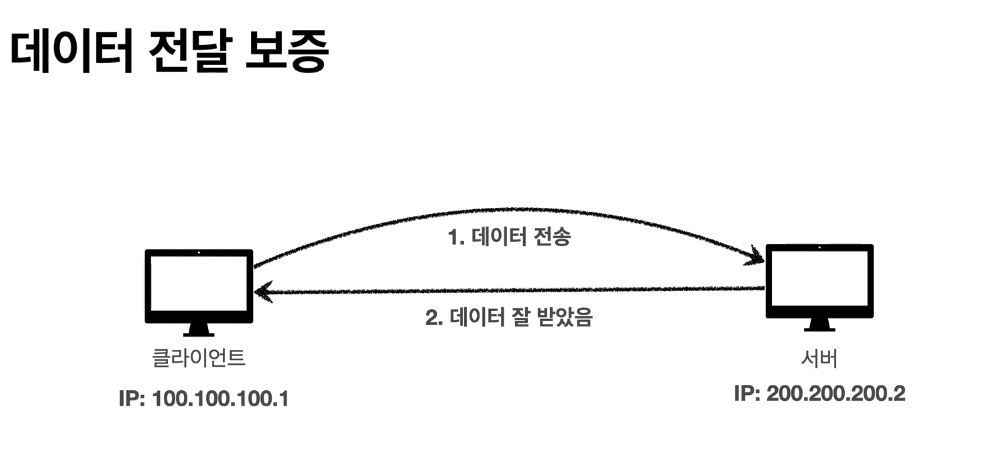 데이터 전달 보증
1. 데이터 전송
2. 데이터 잘 받았음
클라이언트
서버
IP: 100.100.100.1
IP: 200.200.200.2